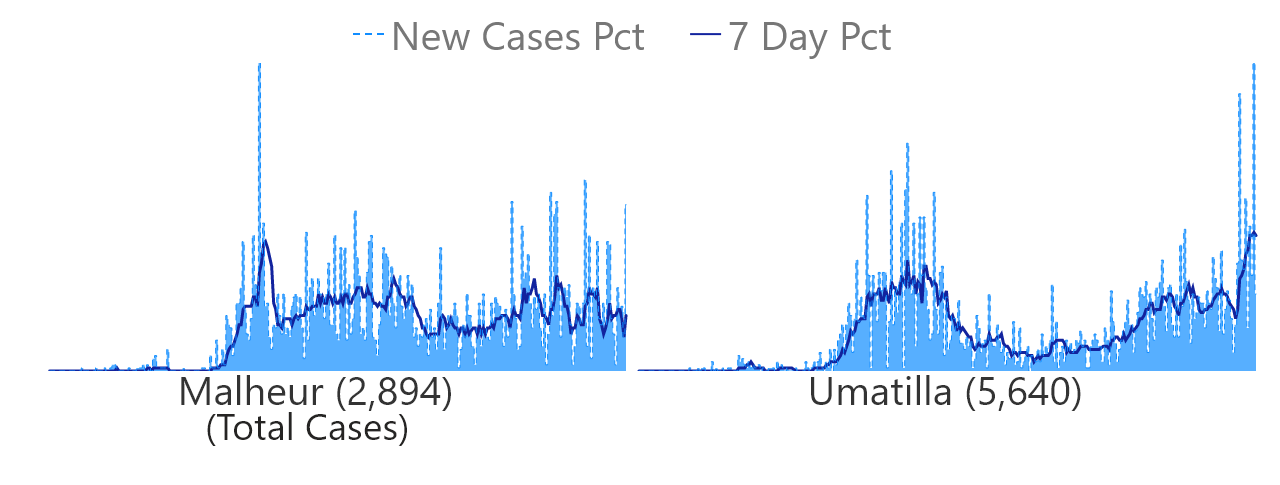 New Cases Pct 7 Day Pct
Malheur (2,894) Umatilla (5,640)
(Total Cases)